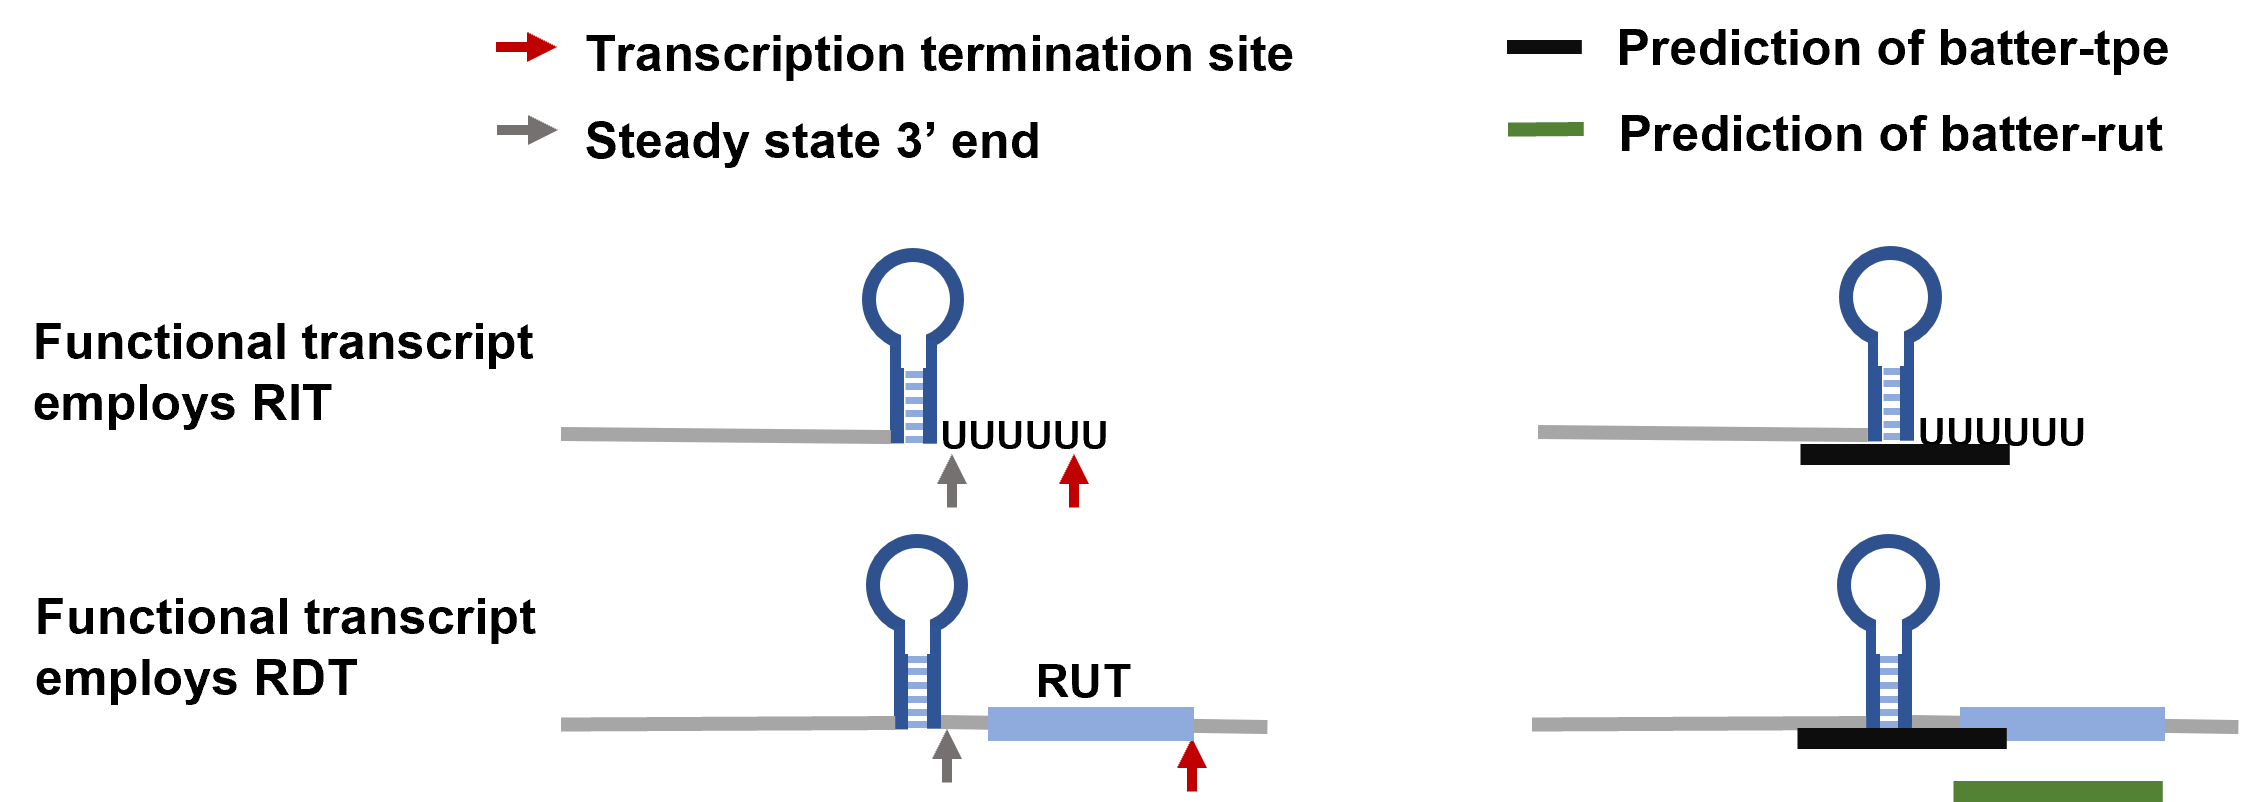 Transcription termination site
Prediction of batter-tpe
Steady state 3’ end
Prediction of batter-rut
Functional transcript
employs RIT
UUUUUU
UUUUUU
Functional transcript
employs RDT
RUT